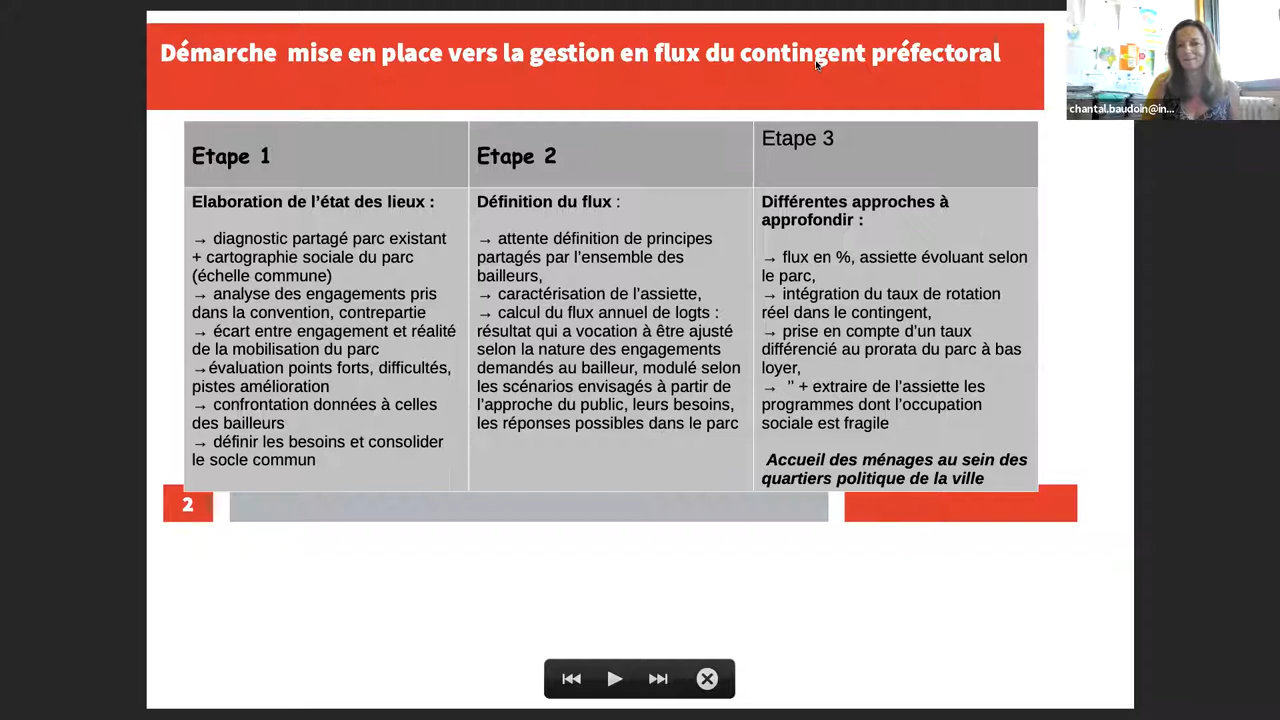 Démarche  mise en place vers la gestion en flux du contingent préfectoral
chantal.baudoin@in...
Etape 1
Etape 2
Etape 3
Elaboration de l’état des lieux :
→ diagnostic partagé parc existant
+ cartographie sociale du parc
(échelle commune)
→ analyse des engagements pris
dans la convention, contrepartie
→ écart entre engagement et réalité
de la mobilisation du parc
→évaluation points forts, difficultés,
pistes amélioration
→ confrontation données à celles
des bailleurs
→ définir les besoins et consolider
le socle commun
Définition du flux :
→ attente définition de principes
partagés par l’ensemble des
bailleurs,
→ caractérisation de l’assiette,
→ calcul du flux annuel de logts :
résultat qui a vocation à être ajusté
selon la nature des engagements
demandés au bailleur, modulé selon
les scénarios envisagés à partir de
l’approche du public, leurs besoins,
les réponses possibles dans le parc
Différentes approches à
approfondir :
→ flux en %, assiette évoluant selon
le parc,
→ intégration du taux de rotation
réel dans le contingent,
→ prise en compte d’un taux
différencié au prorata du parc à bas
loyer,
→  " + extraire de l’assiette les
programmes dont l’occupation
sociale est fragile
Accueil des ménages au sein des
quartiers politique de la ville
2